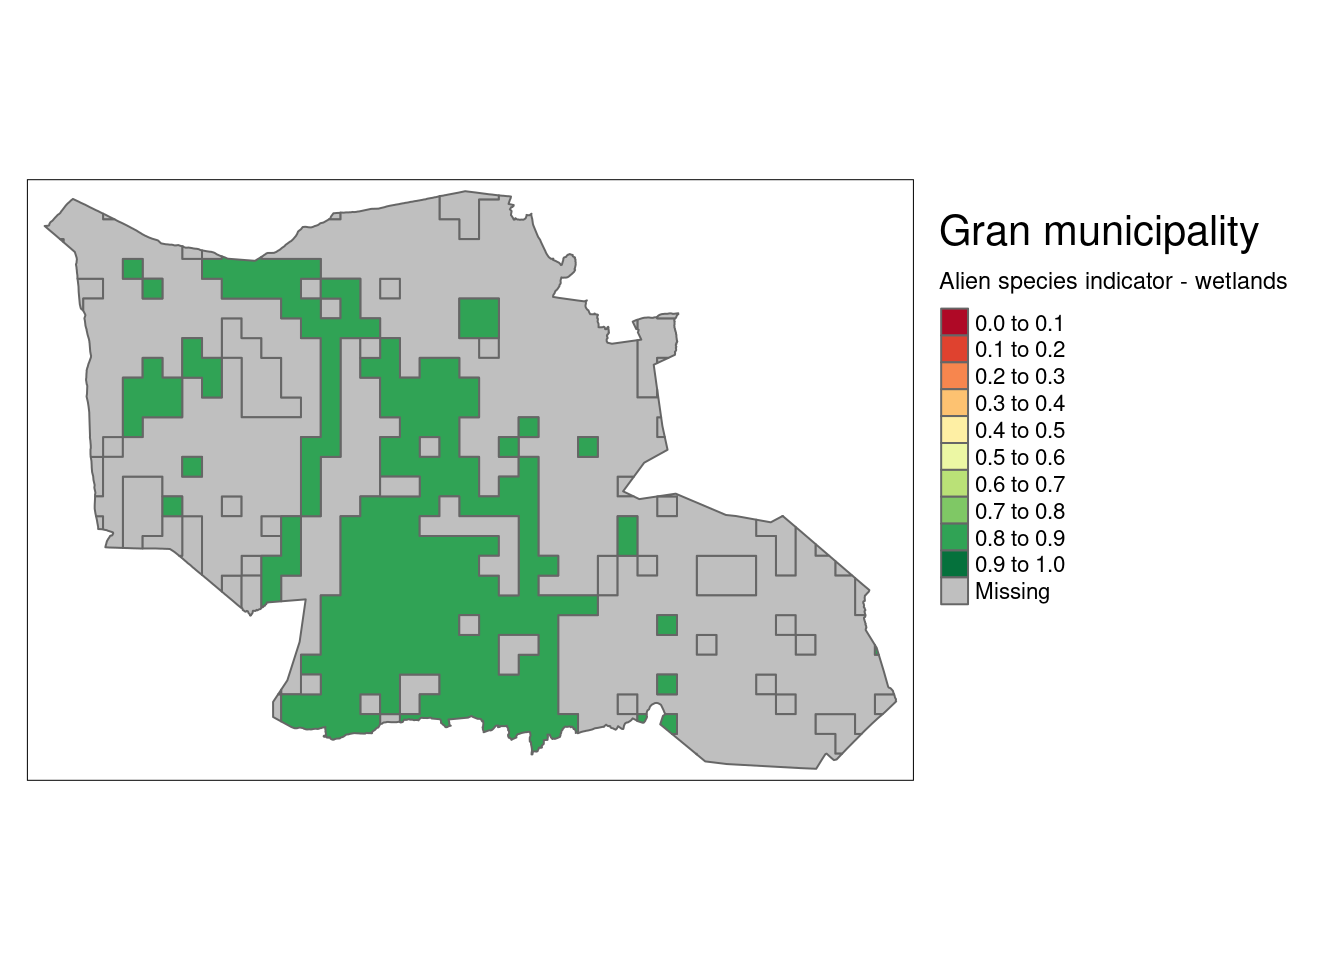 Gran municipality
Alien species indicator - wetlands
0.0 to 0.1
0.1 to 0.2
0.2 to 0.3
0.3 to 0.4
0.4 to 0.5
0.5 to 0.6
0.6 to 0.7
0.7 to 0.8
0.8 to 0.9
0.9 to 1.0
Missing